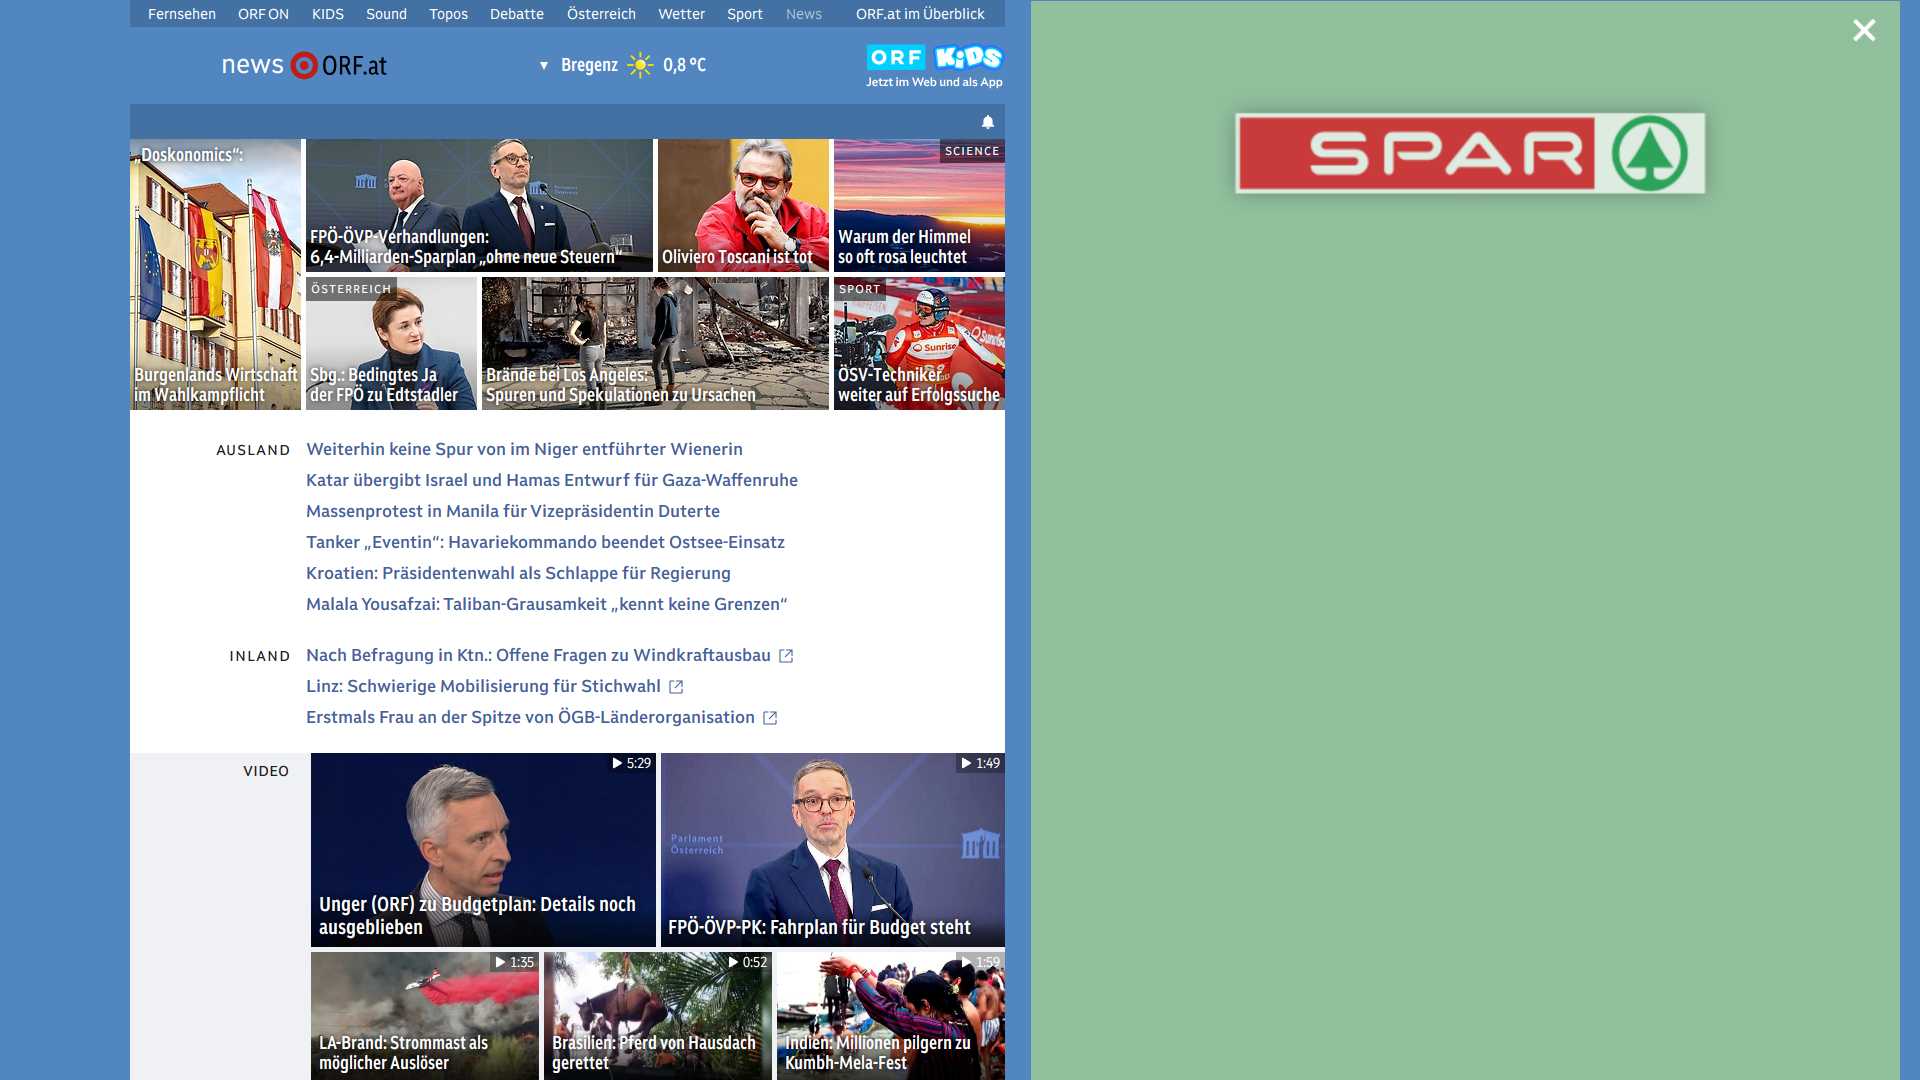 Fernsehen ORF ON KIDS Sound Topos Debatte Österreich Wetter Sport News ORF.at im Überblick
news ORF.at
▼ Bregenz 0,8 °C
ORF KiDS
Jetzt im Web und als App
SPAR
„Doskonomics“:
Burgenlands Wirtschaft
im Wahlkampflicht
Parlament
Österreich
FPÖ-ÖVP-Verhandlungen:
6,4-Milliarden-Sparplan „ohne neue Steuern“
Oliviero Toscani ist tot
SCIENCE
Warum der Himmel
so oft rosa leuchtet
ÖSTERREICH
Sbg.: Bedingtes Ja
der FPÖ zu Edtstadler
Brände bei Los Angeles:
Spuren und Spekulationen zu Ursachen
SPORT
Sunrise
ÖSV-Techniker
weiter auf Erfolgssuche
AUSLAND
Weiterhin keine Spur von im Niger entführter Wienerin
Katar übergibt Israel und Hamas Entwurf für Gaza-Waffenruhe
Massenprotest in Manila für Vizepräsidentin Duterte
Tanker „Eventin“: Havariekommando beendet Ostsee-Einsatz
Kroatien: Präsidentenwahl als Schlappe für Regierung
Malala Yousafzai: Taliban-Grausamkeit „kennt keine Grenzen“
INLAND
Nach Befragung in Ktn.: Offene Fragen zu Windkraftausbau
Linz: Schwierige Mobilisierung für Stichwahl
Erstmals Frau an der Spitze von ÖGB-Länderorganisation
VIDEO
5:29
Unger (ORF) zu Budgetplan: Details noch
ausgeblieben
1:49
Parlament
Österreich
FPÖ-ÖVP-PK: Fahrplan für Budget steht
1:35
LA-Brand: Strommast als
möglicher Auslöser
0:52
Brasilien: Pferd von Hausdach
gerettet
1:59
Indien: Millionen pilgern zu
Kumbh-Mela-Fest